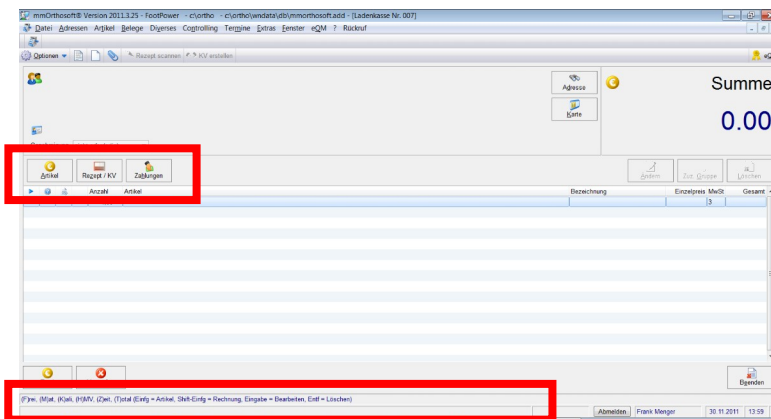 mmOrthosoft® Version 2011.3.25 - FootPower - c:\ortho - c:\ortho\wndata\db\mmorthosoft.add - [Ladenkasse Nr. 007]
Datei Adressen Artikel Belege Diverses Controlling Termine Extras Fenster eQM ? Rückruf
Optionen Rezept scannen KV erstellen
Adresse
Summe
Karte
0.00
Artikel Rezept / KV Zahlungen Ändern Zus. Gruppe Löschen
Anzahl Artikel Bezeichnung Einzelpreis MwSt Gesamt
3
Beenden
(F)rei, (M)at, (K)alk, (H)MV, (Z)eit, (T)otal (Einfg = Artikel, Shift-Einfg = Rechnung, Eingabe = Bearbeiten, Entf = Löschen)
Abmelden Frank Menger 30.11.2011 13:59